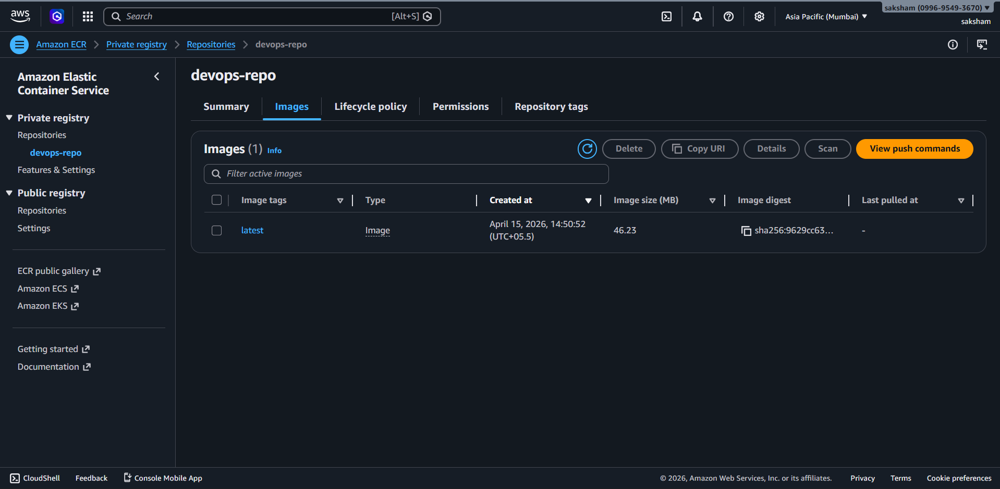 aws
Search
[Alt+S]
Asia Pacific (Mumbai)
saksham (0996-9549-3670)
saksham
Amazon ECR
Private registry
Repositories
devops-repo
Amazon Elastic
Container Service
Private registry
Repositories
devops-repo
Features & Settings
Public registry
Repositories
Settings
ECR public gallery
Amazon ECS
Amazon EKS
Getting started
Documentation
devops-repo
Summary
Images
Lifecycle policy
Permissions
Repository tags
Images (1) Info
Delete
Copy URI
Details
Scan
View push commands
Filter active images
Image tags
Type
Created at
Image size (MB)
Image digest
Last pulled at
latest
Image
April 15, 2026, 14:50:52
(UTC+05.5)
46.23
sha256:9629cc63...
-
CloudShell
Feedback
Console Mobile App
© 2026, Amazon Web Services, Inc. or its affiliates.
Privacy
Terms
Cookie preferences